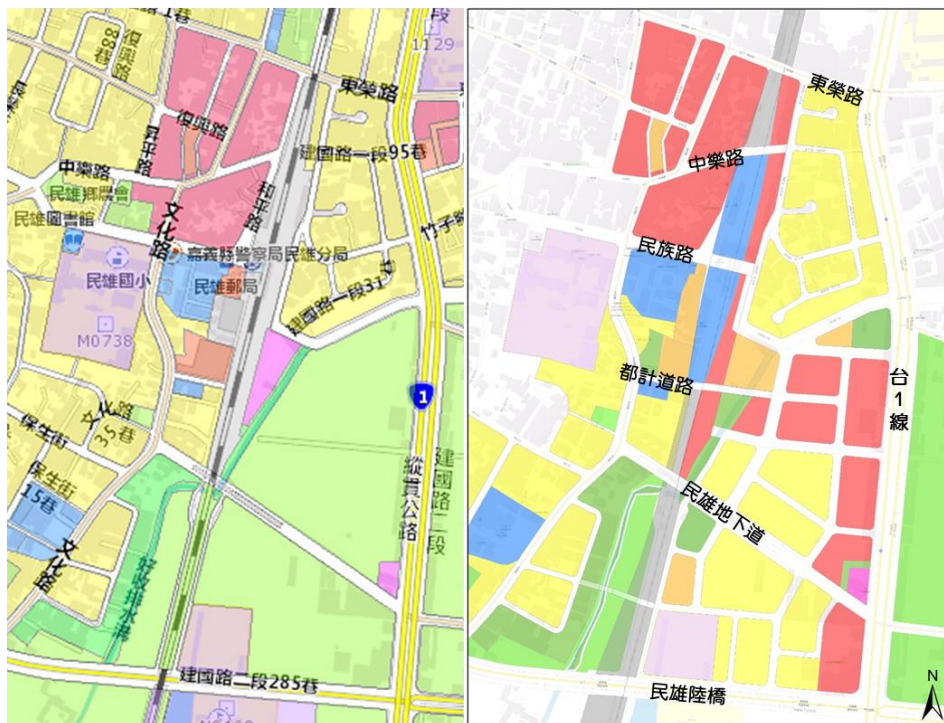 1129
復興路
88巷
東榮路
復興路
昇平路
建國路一段95巷
中樂路
和平路
民雄鄉農會
文化路
民雄圖書館
嘉義縣警察局民雄分局
民雄國小
民雄郵局
建國路一段31
M0738
1
文化路
35巷
保生街
保生街
15巷
縱貫公路
建國路二段
文化路
好收排水溝
建國路二段285巷
東榮路
中樂路
民族路
都計道路
台1線
民雄地下道
民雄陸橋
N